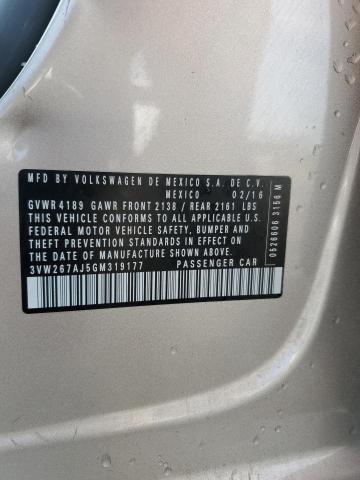 MFD BY VOLKSWAGEN DE MEXICO S.A. DE C.V.
MEXICO 02/16
GVWR 4189 GAWR FRONT 2138 / REAR 2161 LBS
THIS VEHICLE CONFORMS TO ALL APPLICABLE U.S.
FEDERAL MOTOR VEHICLE SAFETY, BUMPER AND
THEFT PREVENTION STANDARDS IN EFFECT ON THE
DATE OF MANUFACTURE SHOWN ABOVE.
3VW267AJ5GM319177 PASSENGER CAR
0526606 3156 M